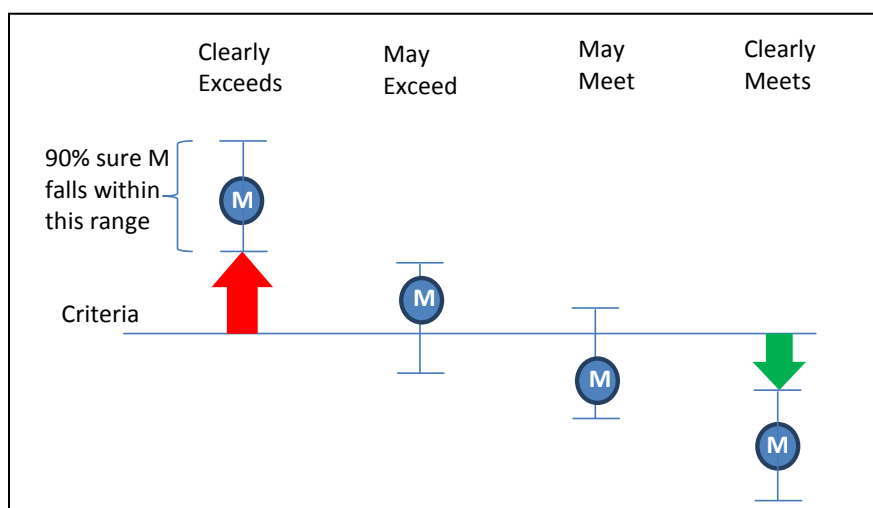 Clearly
Exceeds
May
Exceed
May
Meet
Clearly
Meets
90% sure M
falls within
this range
M
M
Criteria
M
M